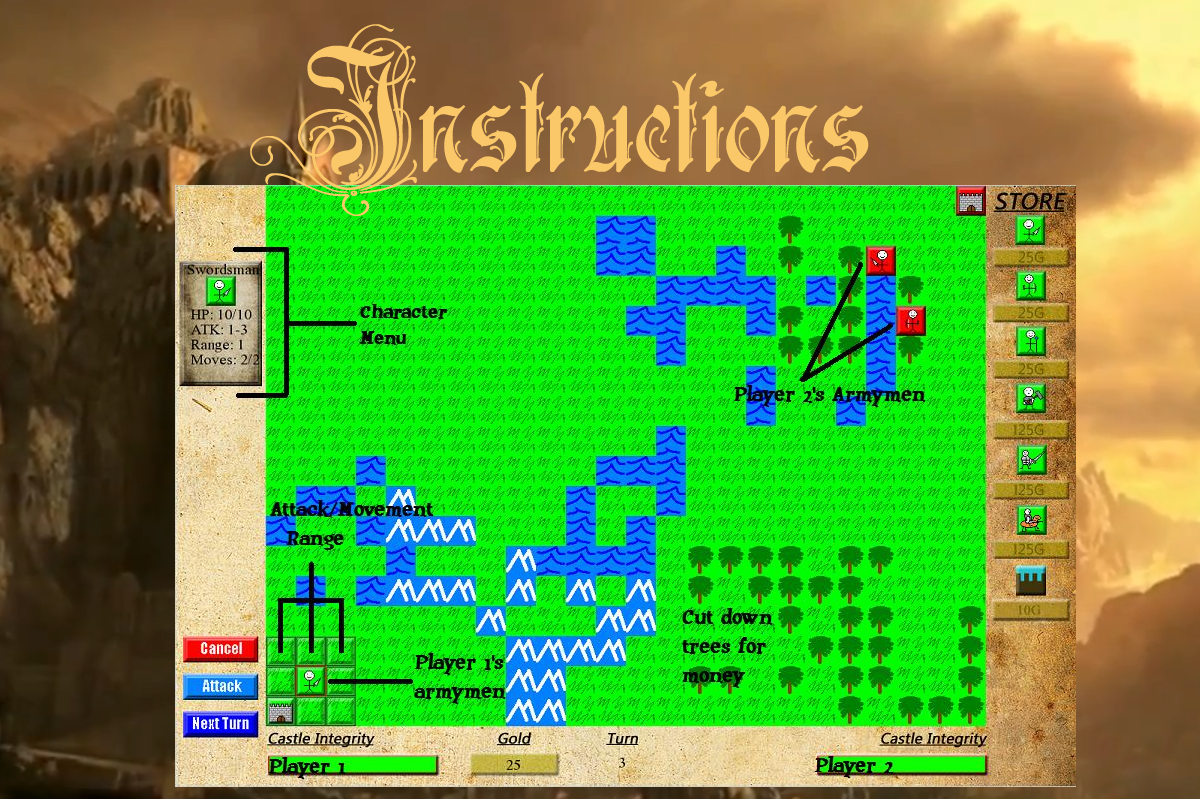 Instructions
STORE
25G
25G
25G
125G
125G
125G
10G
Swordsman
HP: 10/10
ATK: 1-3
Range: 1
Moves: 2/2
Character
Menu
Player 2's Armymen
Attack/Movement
Range
Cut down
trees for
money
Player 1's
armymen
Cancel
Attack
Next Turn
Castle Integrity
Gold
Turn
Castle Integrity
Player 1
25
3
Player 2